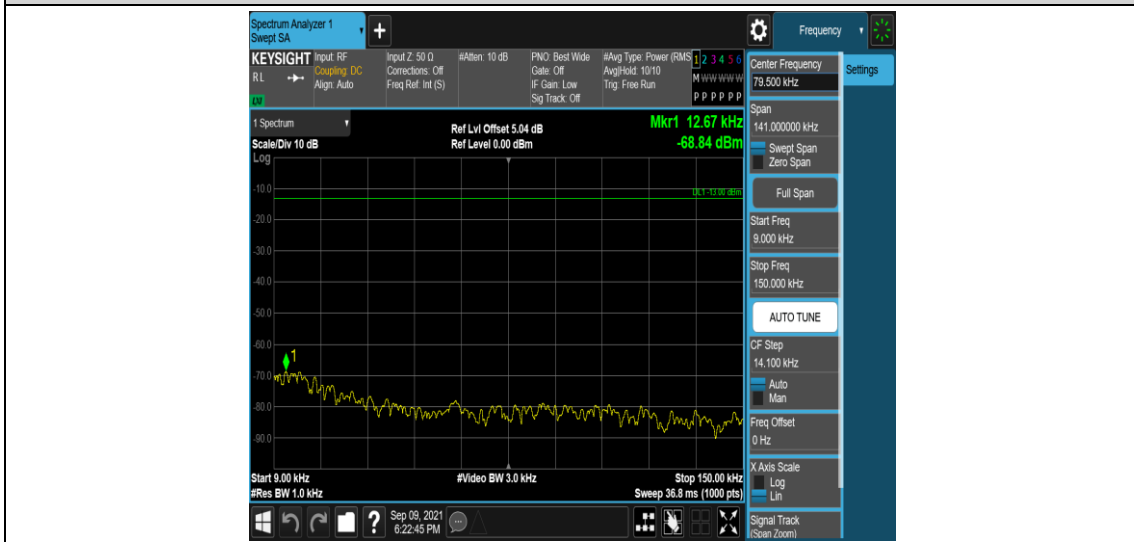 Spectrum Analyzer 1
Swept SA
+
Frequency
KEYSIGHT
RL
LXI
Input: RF
Coupling: DC
Align: Auto
Input Z: 50 Ω
Corrections: Off
Freq Ref: Int (S)
#Atten: 10 dB
PNO: Best Wide
Gate: Off
IF Gain: Low
Sig Track: Off
#Avg Type: Power (RMS
Avg|Hold: 10/10
Trig: Free Run
1 2 3 4 5 6
M W W W W W
P P P P P P
Center Frequency
79.500 kHz
Settings
Span
141.000000 kHz
Swept Span
Zero Span
Full Span
Start Freq
9.000 kHz
Stop Freq
150.000 kHz
AUTO TUNE
CF Step
14.100 kHz
Auto
Man
Freq Offset
0 Hz
X Axis Scale
Log
Lin
Signal Track
(Span Zoom)
1 Spectrum
Scale/Div 10 dB
Log
Ref Lvl Offset 5.04 dB
Ref Level 0.00 dBm
Mkr1 12.67 kHz
-68.84 dBm
DL1 -13.00 dBm
-10.0
-20.0
-30.0
-40.0
-50.0
-60.0
1
-70.0
-80.0
-90.0
Start 9.00 kHz
#Res BW 1.0 kHz
#Video BW 3.0 kHz
Stop 150.00 kHz
Sweep 36.8 ms (1000 pts)
?
Sep 09, 2021
6:22:45 PM